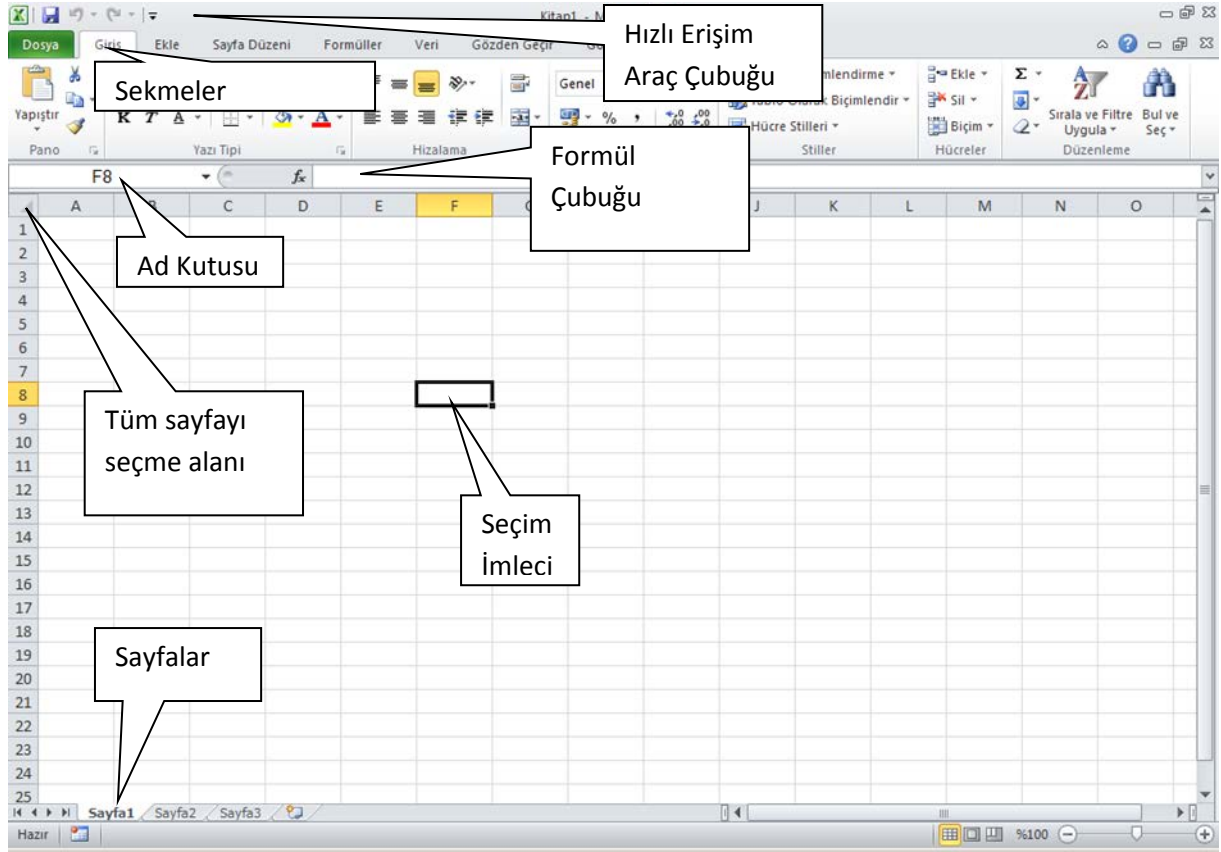 Kitap1 - M
Dosya Giriş Ekle Sayfa Düzeni Formüller Veri Gözden Geçir
Hızlı Erişim
Araç Çubuğu
Sekmeler
Yapıştır
K T A
A
Genel
% ,
Biçimlendir
Hücre Stilleri
Ekle
Sil
Biçim
Σ
Sırala ve Filtre
Uygula
Bul ve
Seç
Pano Yazı Tipi Hizalama Stiller Hücreler Düzenleme
Formül
Çubuğu
F8 fx
A B C D E F J K L M N O
Ad Kutusu
1
2
3
4
5
6
7
8
9
10
11
12
13
14
15
16
17
18
19
20
21
22
23
24
25
Tüm sayfayı
seçme alanı
Seçim
İmleci
Sayfalar
Sayfa1 Sayfa2 Sayfa3
Hazır %100